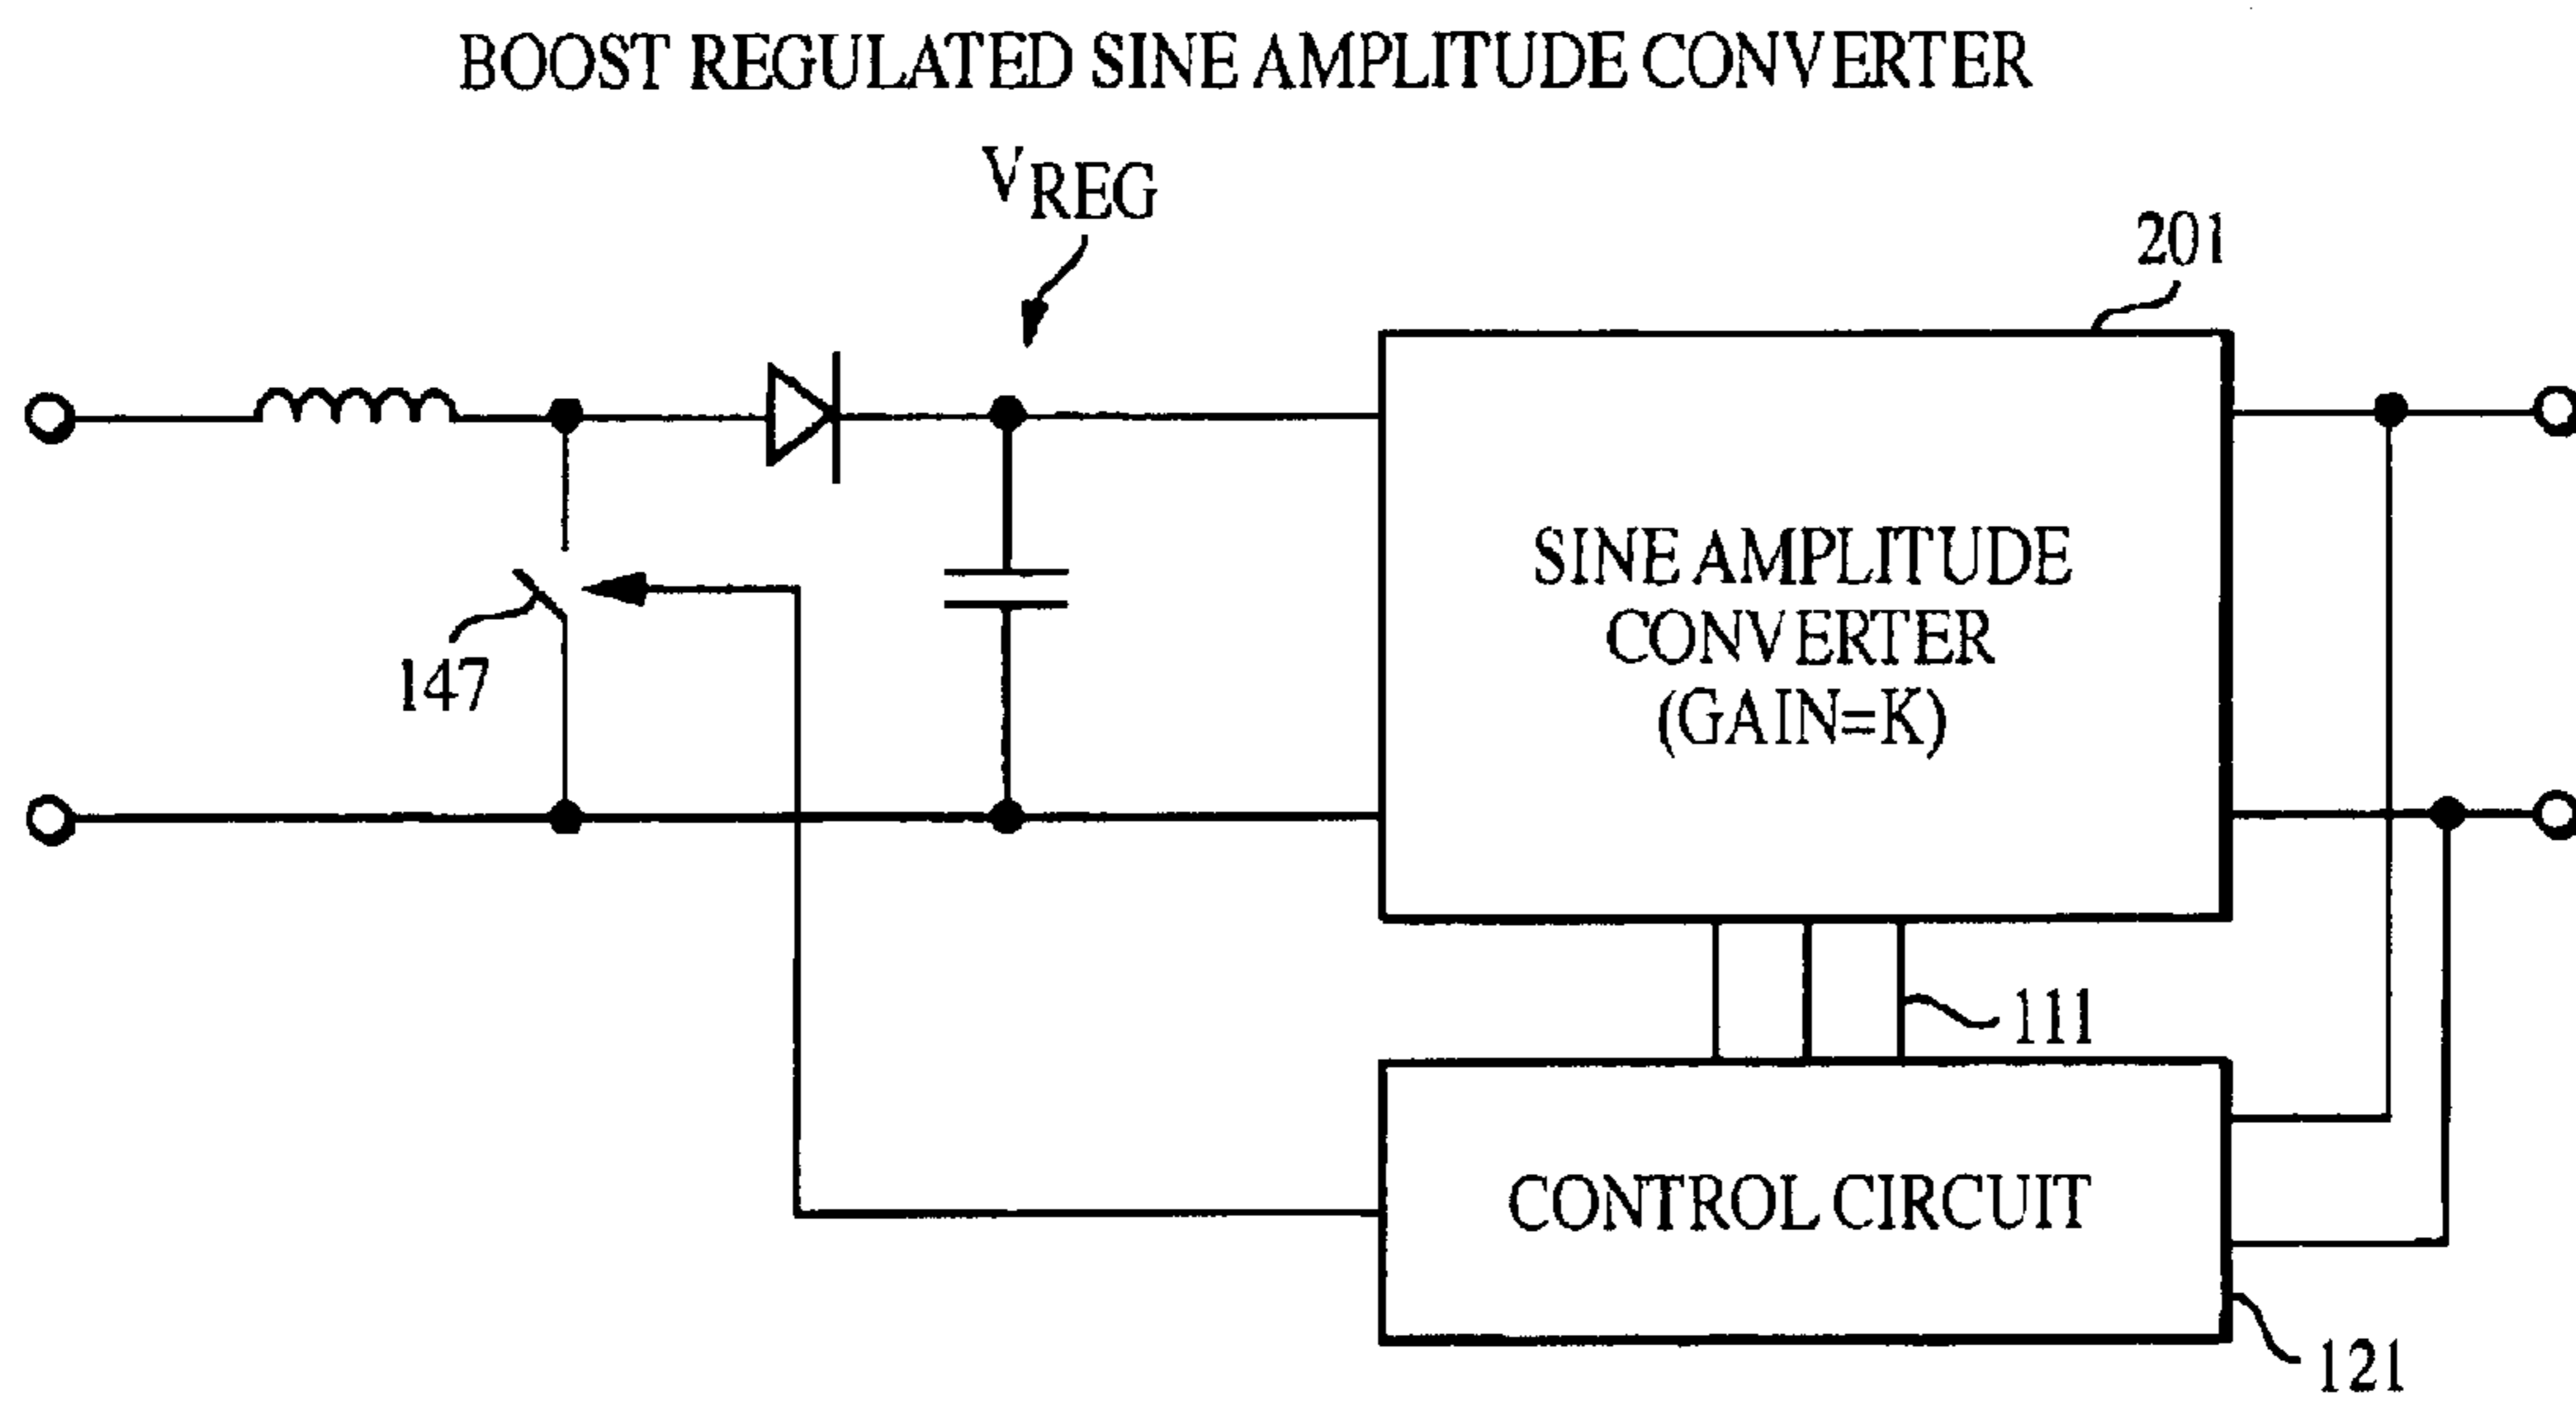 BOOST REGULATED SINE AMPLITUDE CONVERTER
VREG
201
147
SINE AMPLITUDE
CONVERTER
(GAIN=K)
111
CONTROL CIRCUIT
121